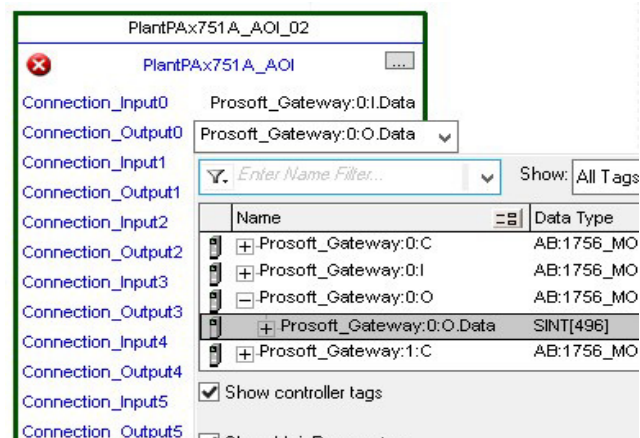 PlantPAx751A_AOI_02
PlantPAx751A_AOI ...
Connection_Input0 Prosoft_Gateway:0:I.Data
Connection_Output0 Prosoft_Gateway:0:O.Data
Connection_Input1
Connection_Output1
Connection_Input2
Connection_Output2
Connection_Input3
Connection_Output3
Connection_Input4
Connection_Output4
Connection_Input5
Connection_Output5
Enter Name Filter... Show: All Tags
Name Data Type
Prosoft_Gateway:0:C AB:1756_MO
Prosoft_Gateway:0:I AB:1756_MO
Prosoft_Gateway:0:O AB:1756_MO
Prosoft_Gateway:0:O.Data SINT[496]
Prosoft_Gateway:1:C AB:1756_MO
Show controller tags